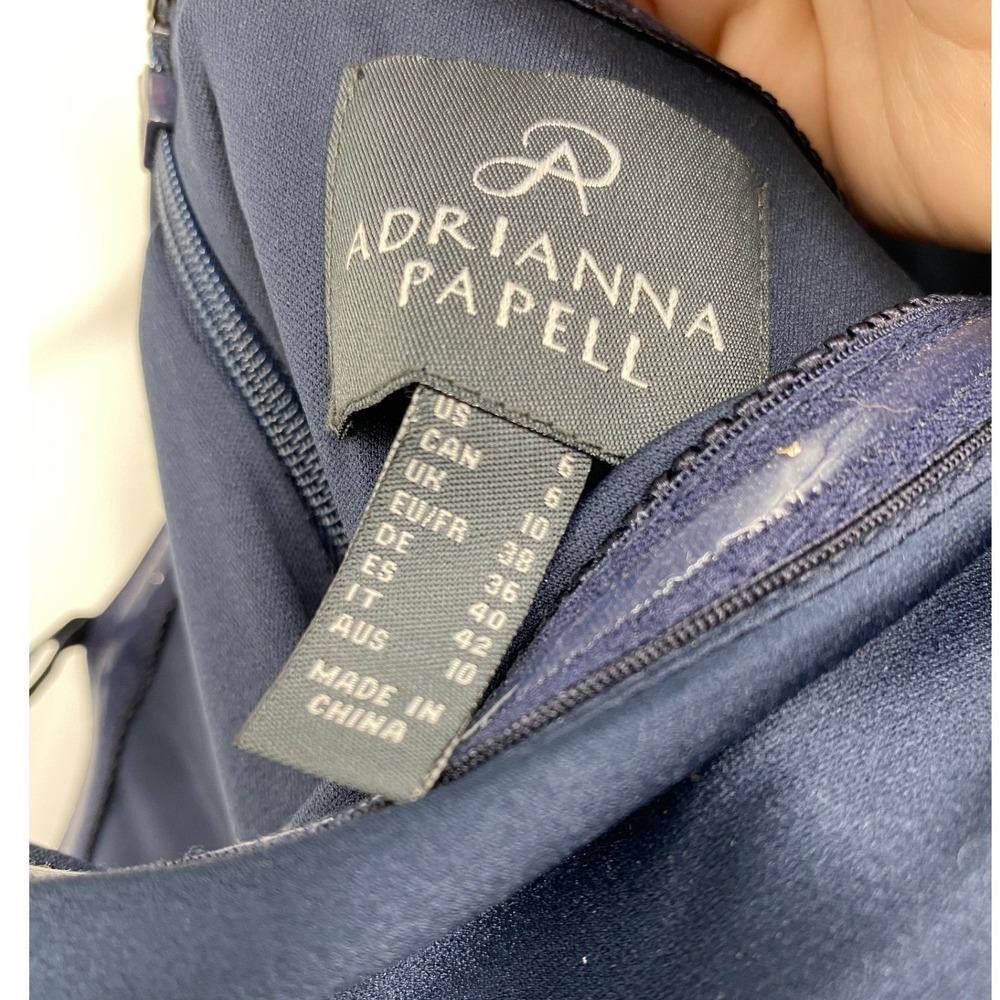 ADRIANNA
PAPELL
US 6
CAN 6
UK 10
EU/FR 38
DE 36
ES 40
IT 42
AUS 10
MADE IN
CHINA